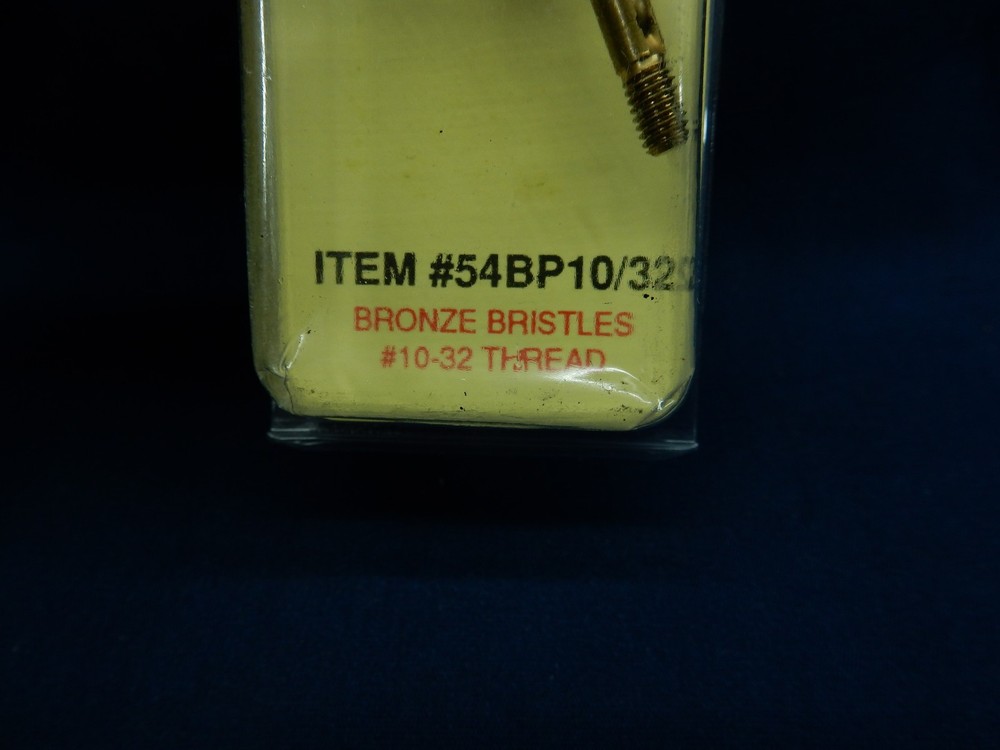 ITEM #54BP10/32
BRONZE BRISTLES
#10-32 THREAD